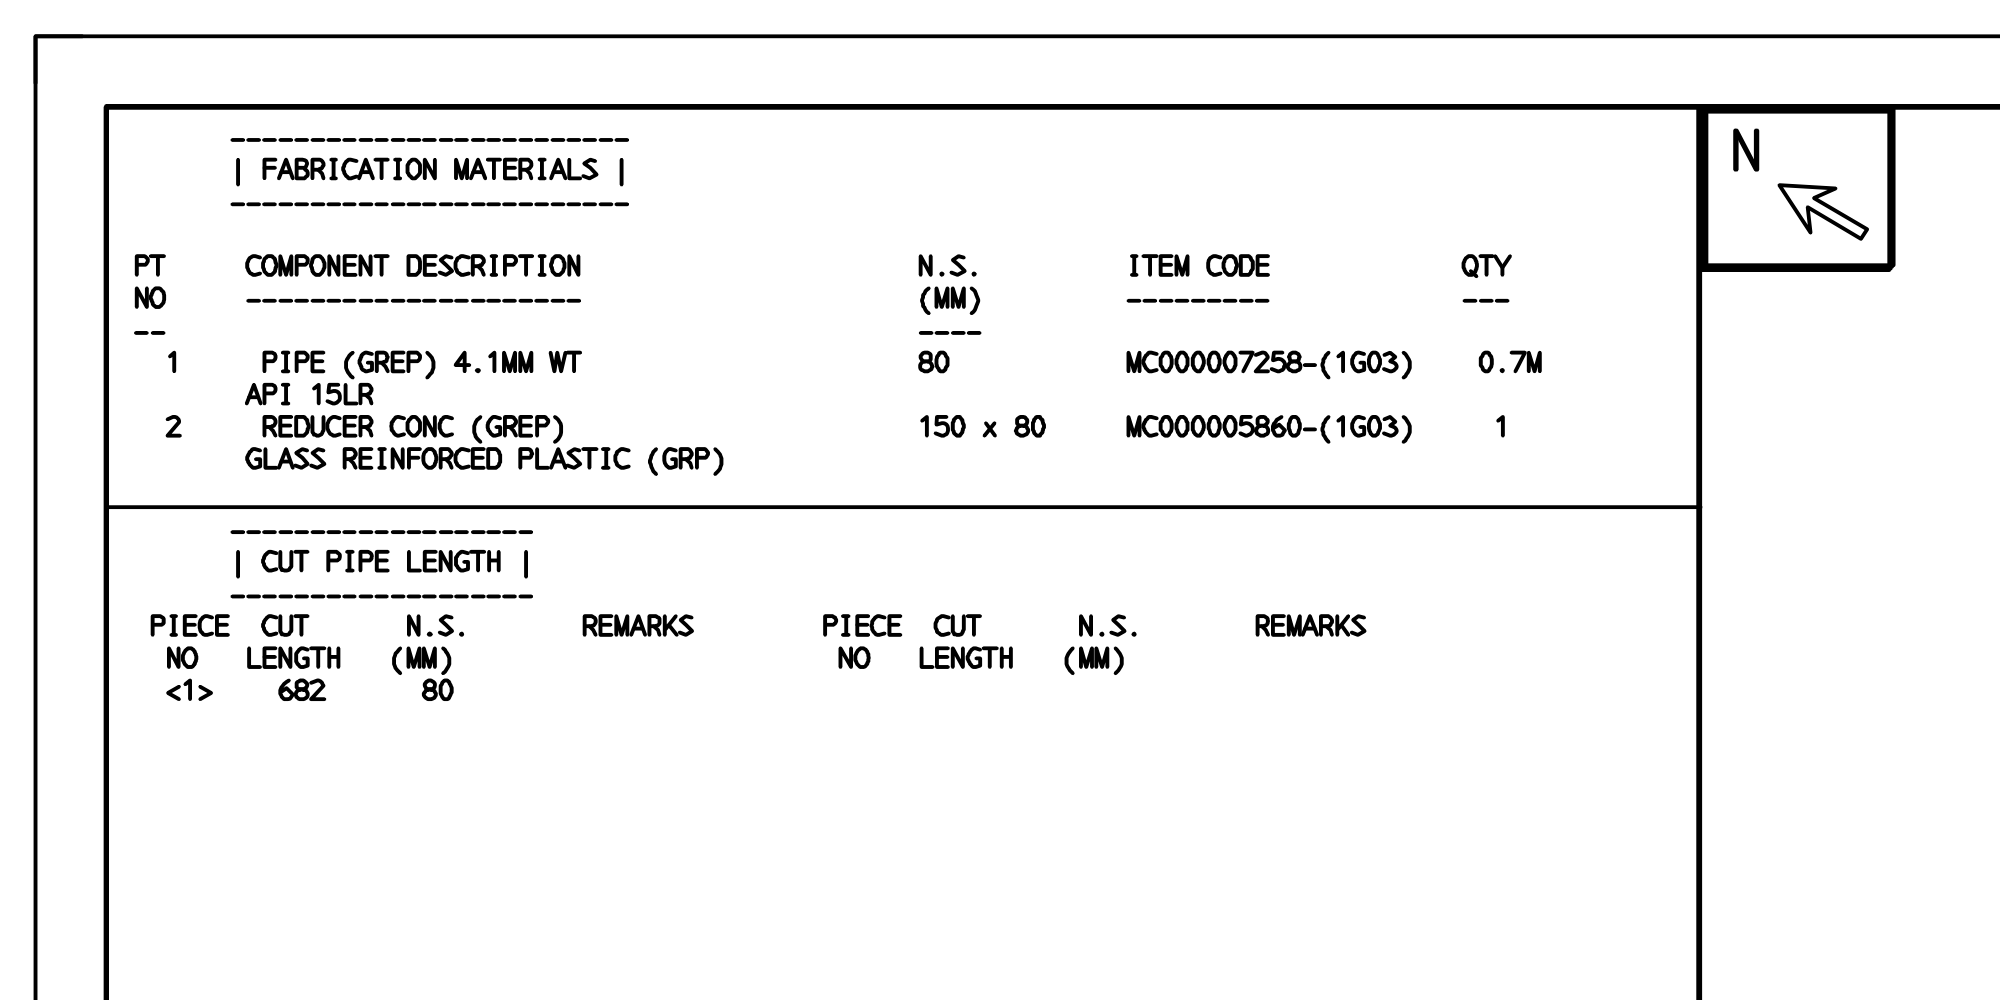 -------------------------
| FABRICATION MATERIALS |
-------------------------
PT COMPONENT DESCRIPTION N.S. ITEM CODE QTY
NO --------------------- (MM) --------- ---
-- ----
1 PIPE (GREP) 4.1MM WT 80 MC000007258-(1G03) 0.7M
API 15LR
2 REDUCER CONC (GREP) 150 x 80 MC000005860-(1G03) 1
GLASS REINFORCED PLASTIC (GRP)
-------------------
| CUT PIPE LENGTH |
-------------------
PIECE CUT N.S. REMARKS PIECE CUT N.S. REMARKS
NO LENGTH (MM) NO LENGTH (MM)
<1> 682 80
N